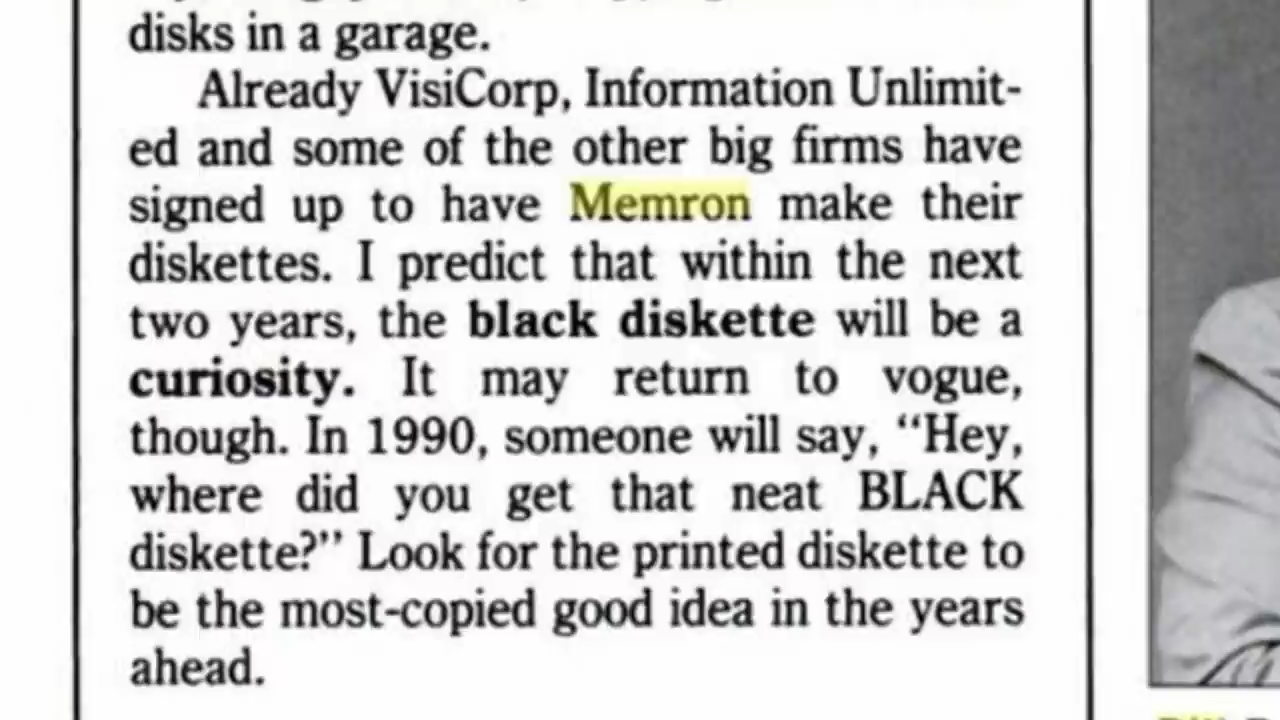 disks in a garage.
Already VisiCorp, Information Unlimit-
ed and some of the other big firms have
signed up to have Memron make their
diskettes. I predict that within the next
two years, the black diskette will be a
curiosity. It may return to vogue,
though. In 1990, someone will say, “Hey,
where did you get that neat BLACK
diskette?” Look for the printed diskette to
be the most-copied good idea in the years
ahead.